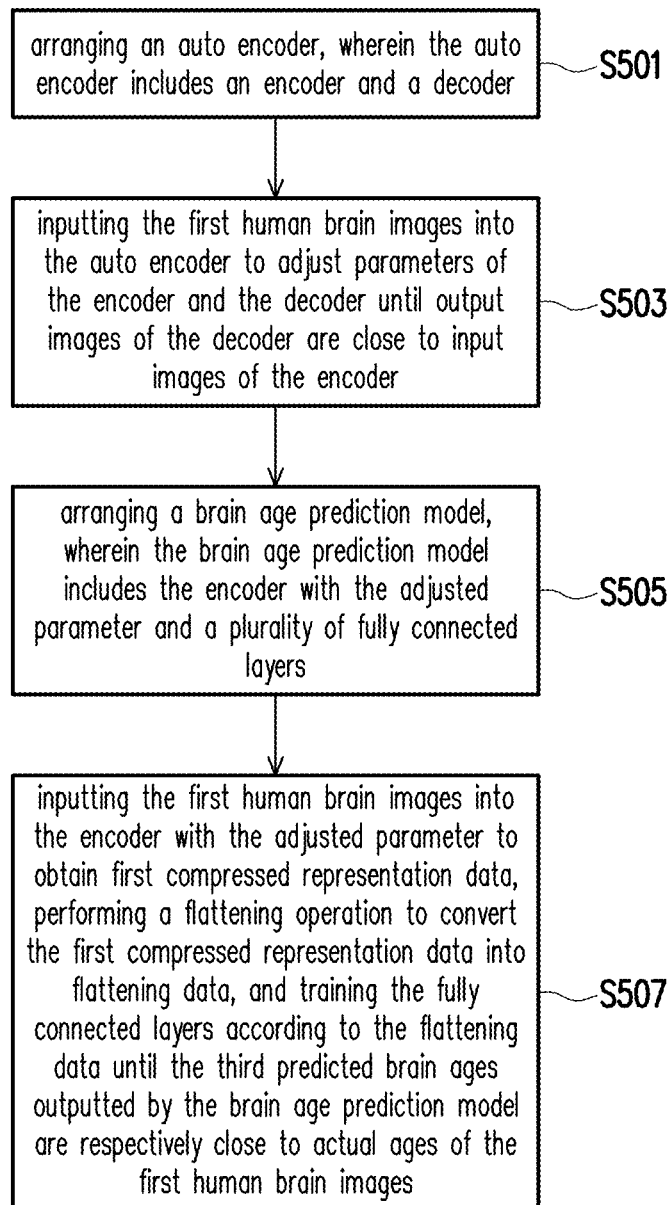 arranging an auto encoder, wherein the auto
encoder includes an encoder and a decoder
S501
inputting the first human brain images into
the auto encoder to adjust parameters of
the encoder and the decoder until output
images of the decoder are close to input
images of the encoder
S503
arranging a brain age prediction model,
wherein the brain age prediction model
includes the encoder with the adjusted
parameter and a plurality of fully connected
layers
S505
inputting the first human brain images into
the encoder with the adjusted parameter to
obtain first compressed representation data,
performing a flattening operation to convert
the first compressed representation data into
flattening data, and training the fully
connected layers according to the flattening
data until the third predicted brain ages
outputted by the brain age prediction model
are respectively close to actual ages of the
first human brain images
S507